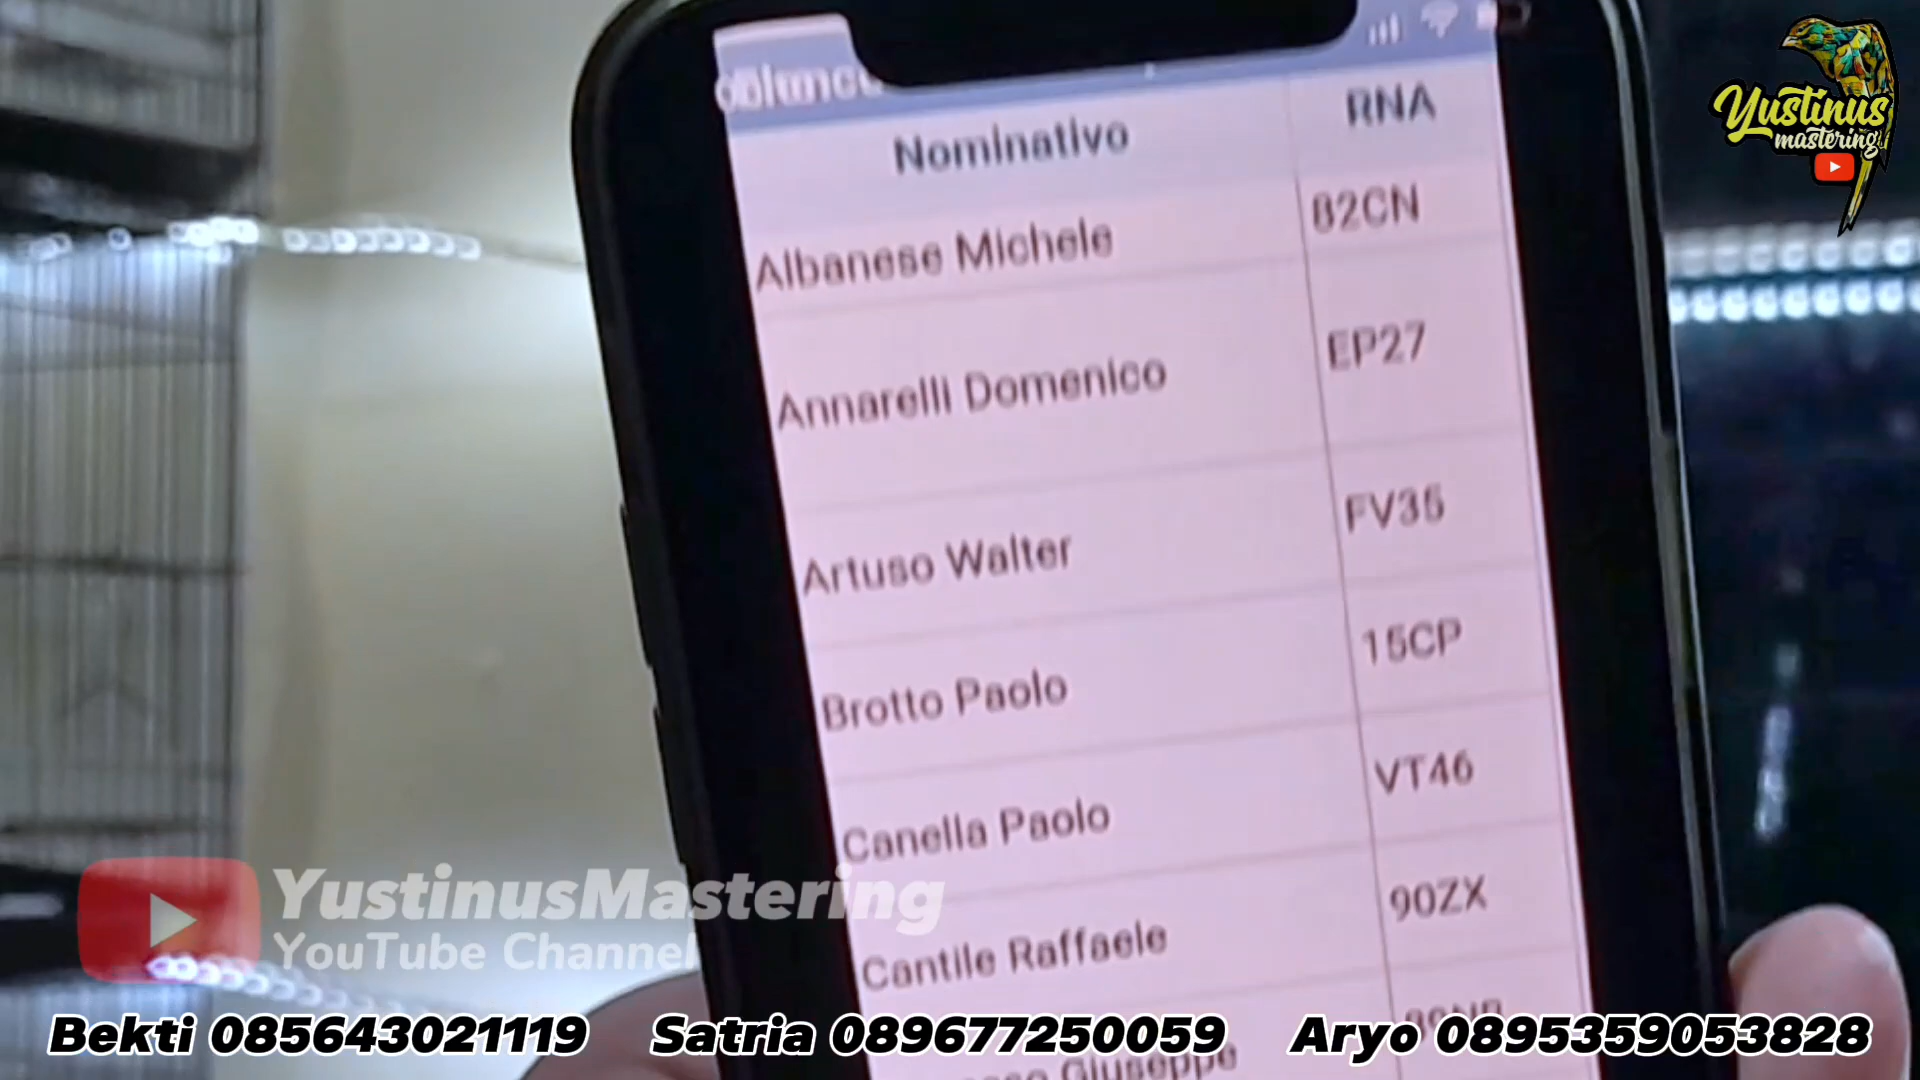 Nominativo RNA
Albanese Michele 82CN
Annarelli Domenico EP27
Artuso Walter FV35
Brotto Paolo 15CP
Canella Paolo VT46
Cantile Raffaele 90ZX
Giuseppe
Yustinus
mastering
YustinusMastering
YouTube Channel
Bekti 085643021119 Satria 089677250059 Aryo 0895359053828